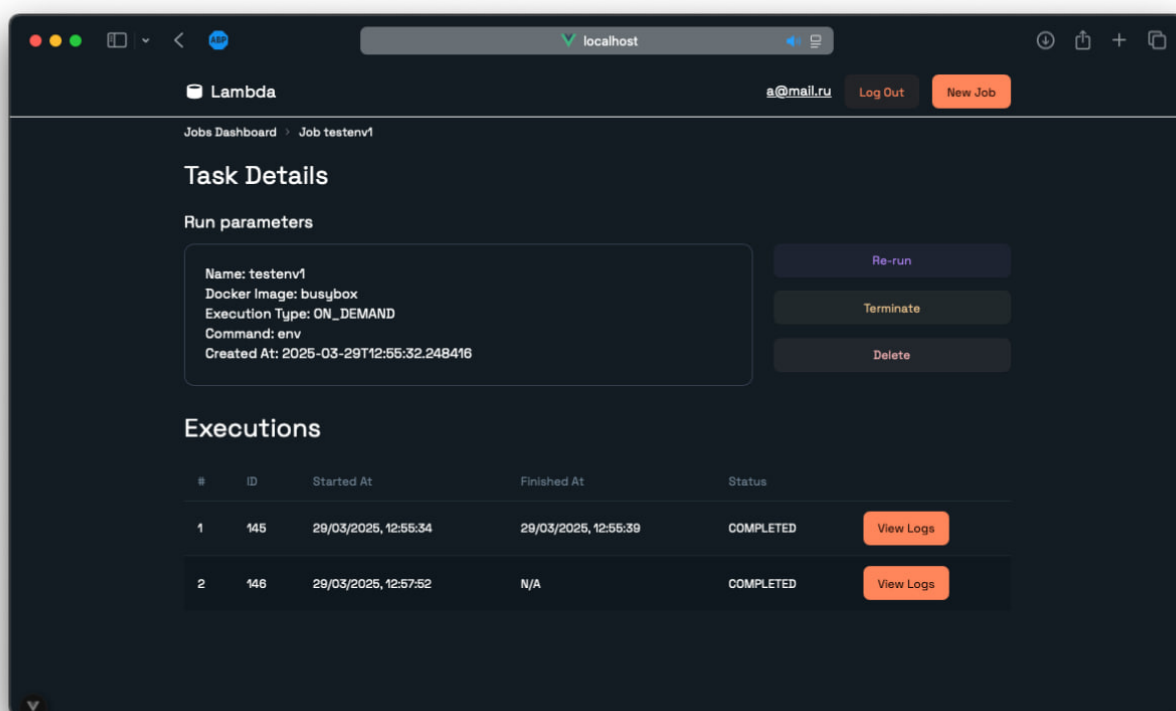 ABP
localhost
Lambda
a@mail.ru
Log Out
New Job
Jobs Dashboard > Job testenv1
Task Details
Run parameters
Name: testenv1
Docker Image: busybox
Execution Type: ON_DEMAND
Command: env
Created At: 2025-03-29T12:55:32.248416
Re-run
Terminate
Delete
Executions
# ID Started At Finished At Status
1 145 29/03/2025, 12:55:34 29/03/2025, 12:55:39 COMPLETED View Logs
2 146 29/03/2025, 12:57:52 N/A COMPLETED View Logs